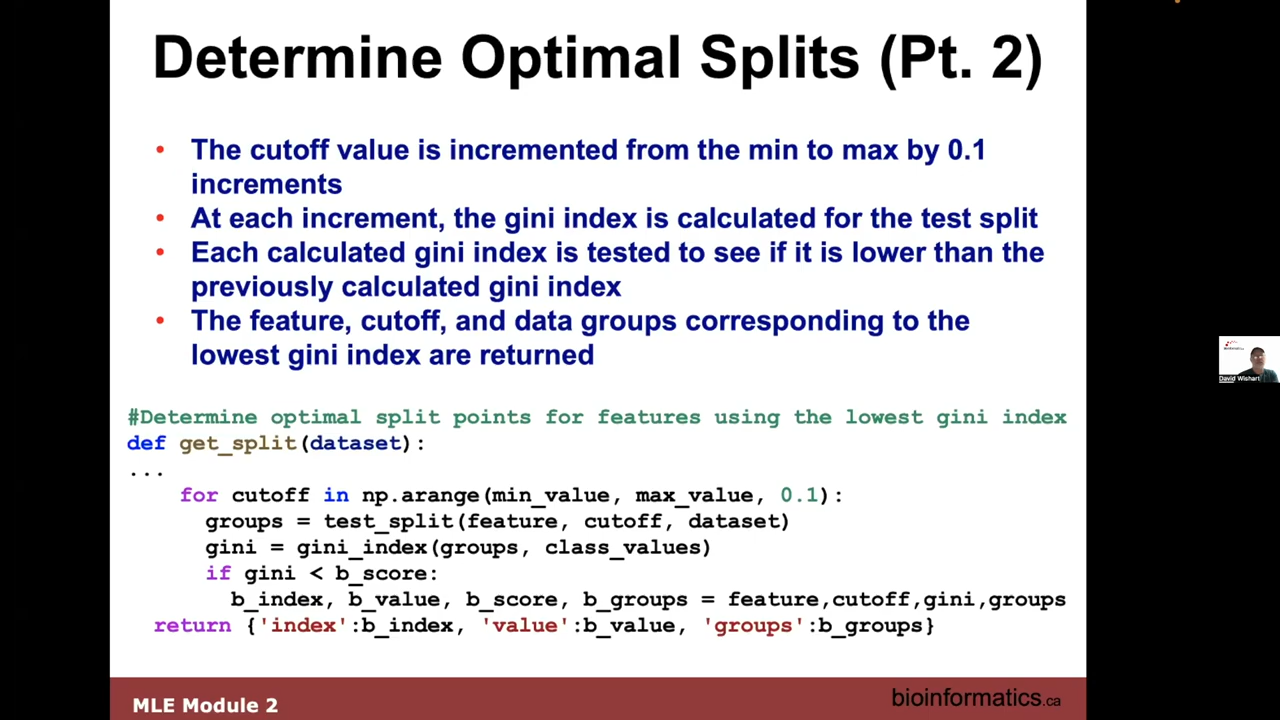 Determine Optimal Splits (Pt. 2)
• The cutoff value is incremented from the min to max by 0.1
increments
• At each increment, the gini index is calculated for the test split
• Each calculated gini index is tested to see if it is lower than the
previously calculated gini index
• The feature, cutoff, and data groups corresponding to the
lowest gini index are returned
#Determine optimal split points for features using the lowest gini index
def get_split(dataset):
...
for cutoff in np.arange(min_value, max_value, 0.1):
groups = test_split(feature, cutoff, dataset)
gini = gini_index(groups, class_values)
if gini < b_score:
b_index, b_value, b_score, b_groups = feature,cutoff,gini,groups
return {'index':b_index, 'value':b_value, 'groups':b_groups}
David Wishart
MLE Module 2
bioinformatics.ca